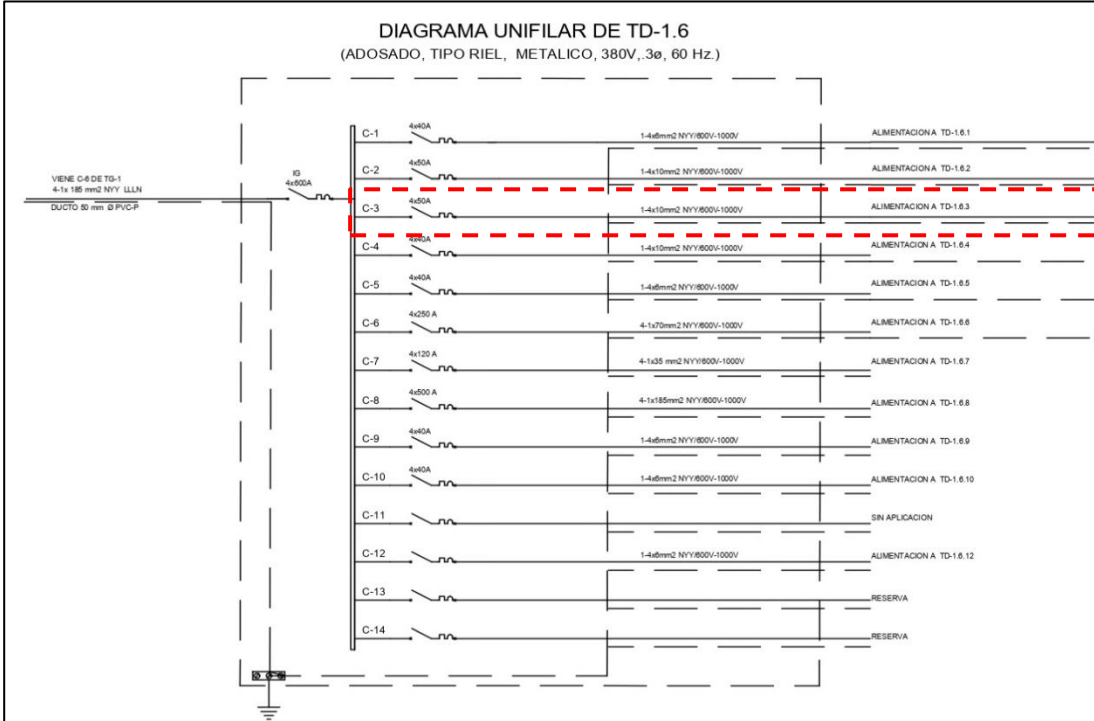 DIAGRAMA UNIFILAR DE TD-1.6
(ADOSADO, TIPO RIEL, METALICO, 380V,.3ø, 60 Hz.)
VIENE C-6 DE TG-1
4-1x 185 mm2 NYY LLLN
DUCTO 50 mm Ø PVC-P
IG
4x600A
C-1 4x40A 1-4x6mm2 NYY/600V-1000V ALIMENTACION A TD-1.6.1
C-2 4x50A 1-4x10mm2 NYY/600V-1000V ALIMENTACION A TD-1.6.2
C-3 4x50A 1-4x10mm2 NYY/600V-1000V ALIMENTACION A TD-1.6.3
C-4 4x40A 1-4x10mm2 NYY/600V-1000V ALIMENTACION A TD-1.6.4
C-5 4x40A 1-4x6mm2 NYY/600V-1000V ALIMENTACION A TD-1.6.5
C-6 4x250 A 4-1x70mm2 NYY/600V-1000V ALIMENTACION A TD-1.6.6
C-7 4x120 A 4-1x35 mm2 NYY/600V-1000V ALIMENTACION A TD-1.6.7
C-8 4x500 A 4-1x185mm2 NYY/600V-1000V ALIMENTACION A TD-1.6.8
C-9 4x40A 1-4x6mm2 NYY/600V-1000V ALIMENTACION A TD-1.6.9
C-10 4x40A 1-4x6mm2 NYY/600V-1000V ALIMENTACION A TD-1.6.10
C-11 SIN APLICACION
C-12 1-4x6mm2 NYY/600V-1000V ALIMENTACION A TD-1.6.12
C-13 RESERVA
C-14 RESERVA